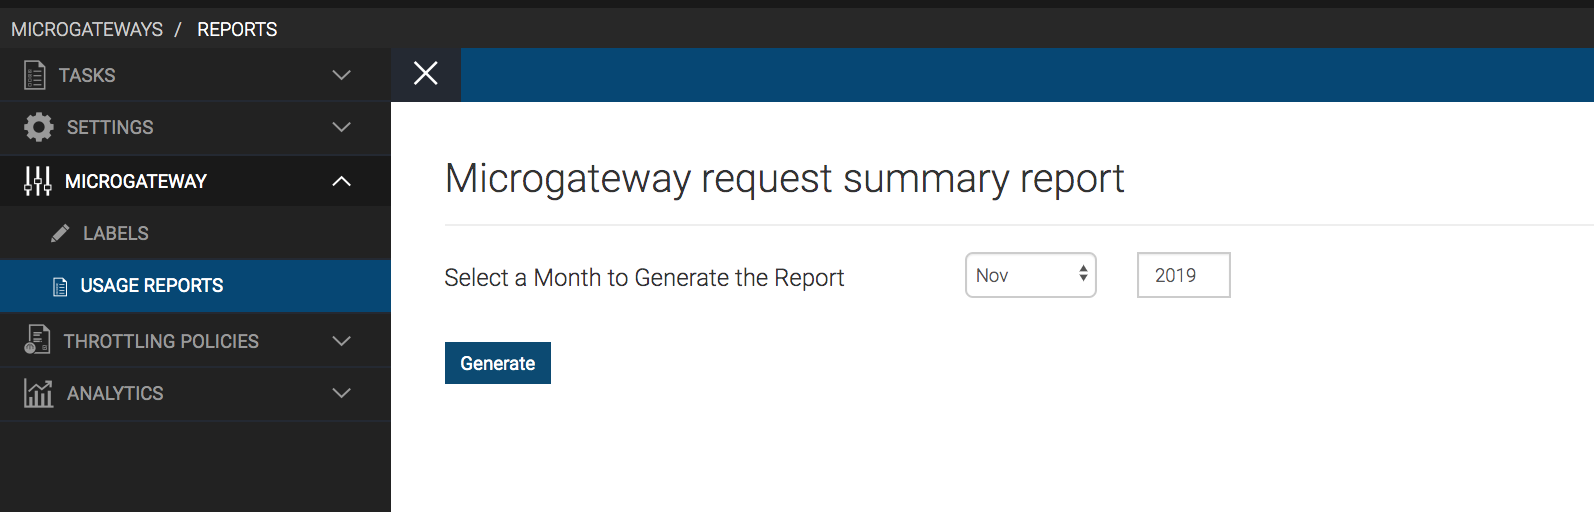 MICROGATEWAYS / REPORTS
TASKS
SETTINGS
MICROGATEWAY
LABELS
USAGE REPORTS
THROTTLING POLICIES
ANALYTICS
Microgateway request summary report
Select a Month to Generate the Report Nov 2019
Generate